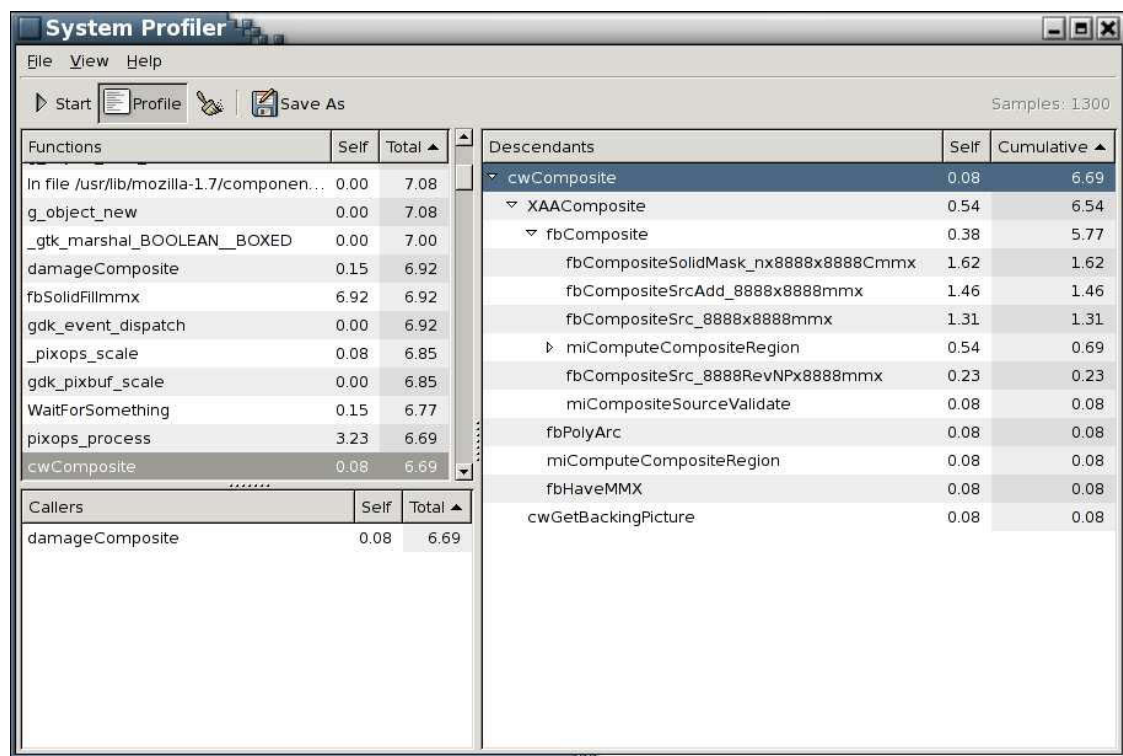 System Profiler
File View Help
Start Profile Save As Samples: 1300
Functions Self Total
In file /usr/lib/mozilla-1.7/componen... 0.00 7.08
g_object_new 0.00 7.08
_gtk_marshal_BOOLEAN__BOXED 0.00 7.00
damageComposite 0.15 6.92
fbSolidFillmmx 6.92 6.92
gdk_event_dispatch 0.00 6.92
_pixops_scale 0.08 6.85
gdk_pixbuf_scale 0.00 6.85
WaitForSomething 0.15 6.77
pixops_process 3.23 6.69
cwComposite 0.08 6.69
Callers Self Total
damageComposite 0.08 6.69
Descendants Self Cumulative
cwComposite 0.08 6.69
XAAComposite 0.54 6.54
fbComposite 0.38 5.77
fbCompositeSolidMask_nx8888x8888Cmmx 1.62 1.62
fbCompositeSrcAdd_8888x8888mmx 1.46 1.46
fbCompositeSrc_8888x8888mmx 1.31 1.31
miComputeCompositeRegion 0.54 0.69
fbCompositeSrc_8888RevNPx8888mmx 0.23 0.23
miCompositeSourceValidate 0.08 0.08
fbPolyArc 0.08 0.08
miComputeCompositeRegion 0.08 0.08
fbHaveMMX 0.08 0.08
cwGetBackingPicture 0.08 0.08